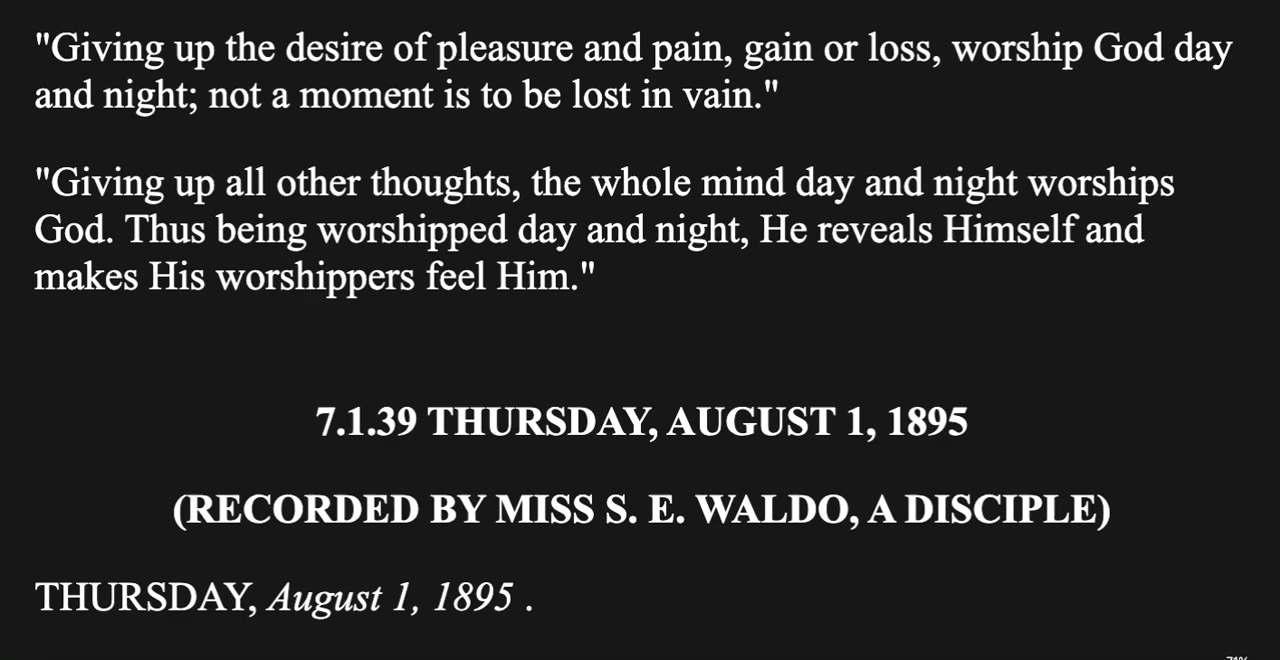 "Giving up the desire of pleasure and pain, gain or loss, worship God day
and night; not a moment is to be lost in vain."
"Giving up all other thoughts, the whole mind day and night worships
God. Thus being worshipped day and night, He reveals Himself and
makes His worshippers feel Him."
7.1.39 THURSDAY, AUGUST 1, 1895
(RECORDED BY MISS S. E. WALDO, A DISCIPLE)
THURSDAY, August 1, 1895 .